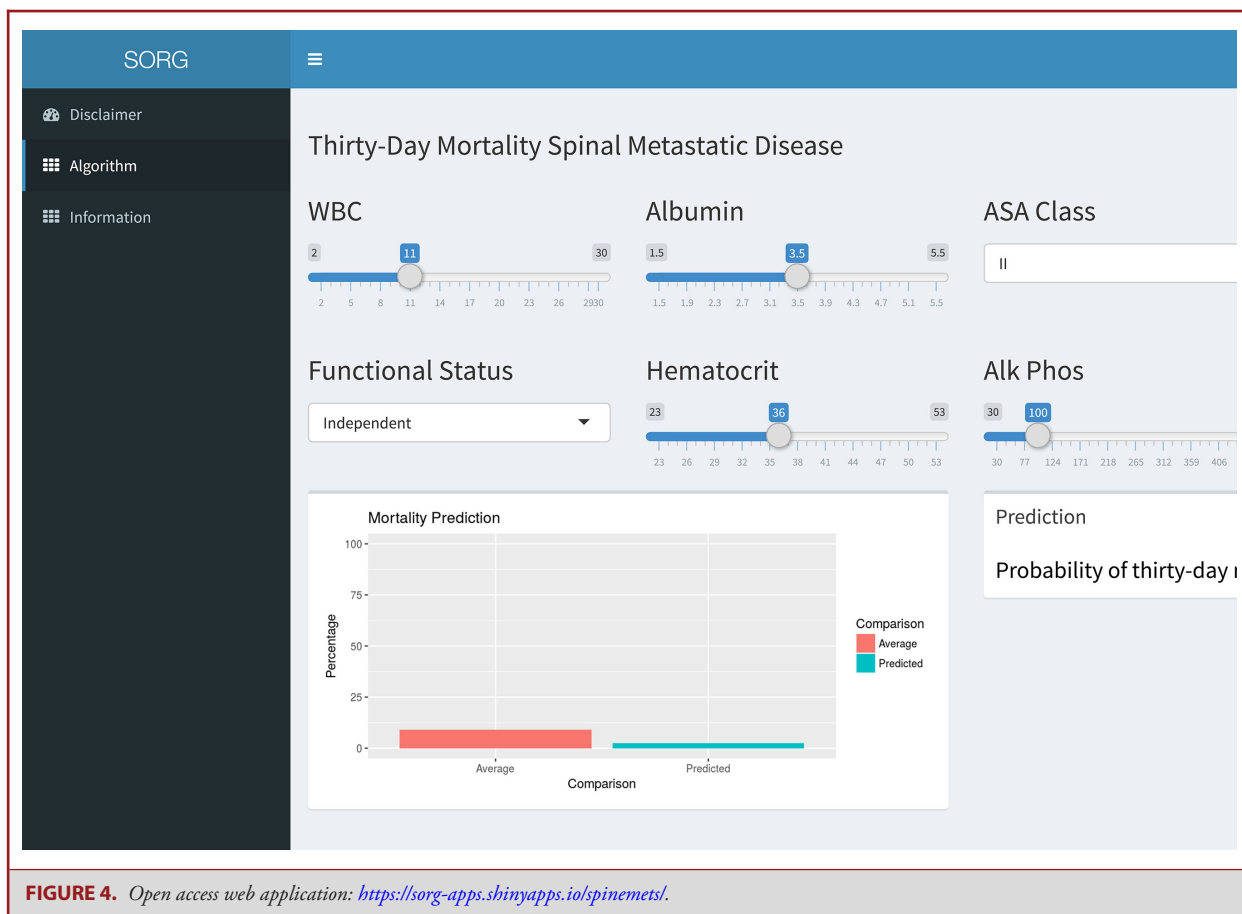 SORG
Disclaimer
Algorithm
Information
Thirty-Day Mortality Spinal Metastatic Disease
WBC
2 11 30
2 5 8 11 14 17 20 23 26 2930
Albumin
1.5 3.5 5.5
1.5 1.9 2.3 2.7 3.1 3.5 3.9 4.3 4.7 5.1 5.5
ASA Class
II
Functional Status
Independent
Hematocrit
23 36 53
23 26 29 32 35 38 41 44 47 50 53
Alk Phos
30 100
30 77 124 171 218 265 312 359 406
Mortality Prediction
100
75
50
25
0
Percentage
Average Predicted
Comparison
Comparison
Average
Predicted
Prediction
Probability of thirty-day
FIGURE 4. Open access web application: https://sorg-apps.shinyapps.io/spinemets/.